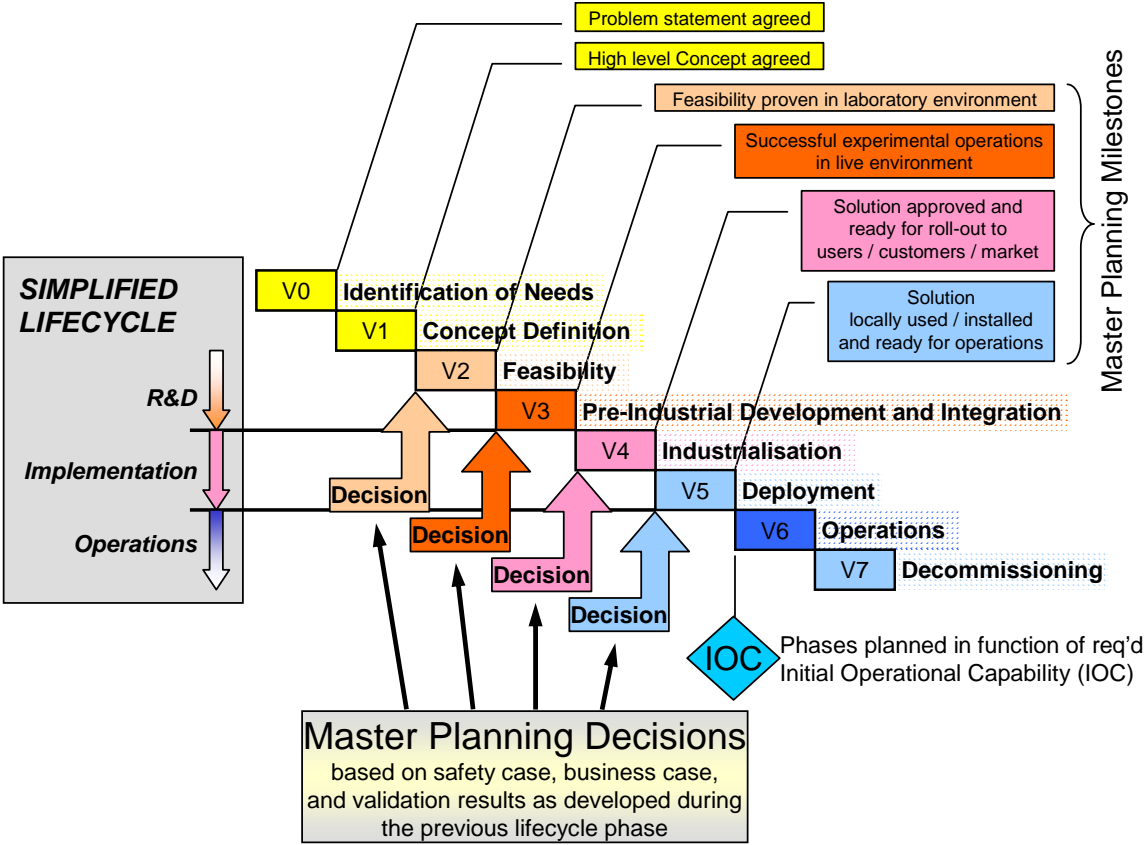 Problem statement agreed
High level Concept agreed
Feasibility proven in laboratory environment
Successful experimental operations
in live environment
Solution approved and
ready for roll-out to
users / customers / market
Solution
locally used / installed
and ready for operations
Master Planning Milestones
SIMPLIFIED
LIFECYCLE
R&D
Implementation
Operations
V0 Identification of Needs
V1 Concept Definition
V2 Feasibility
V3 Pre-Industrial Development and Integration
V4 Industrialisation
V5 Deployment
V6 Operations
V7 Decommissioning
Decision
Decision
Decision
Decision
IOC
Phases planned in function of req'd
Initial Operational Capability (IOC)
Master Planning Decisions
based on safety case, business case,
and validation results as developed during
the previous lifecycle phase